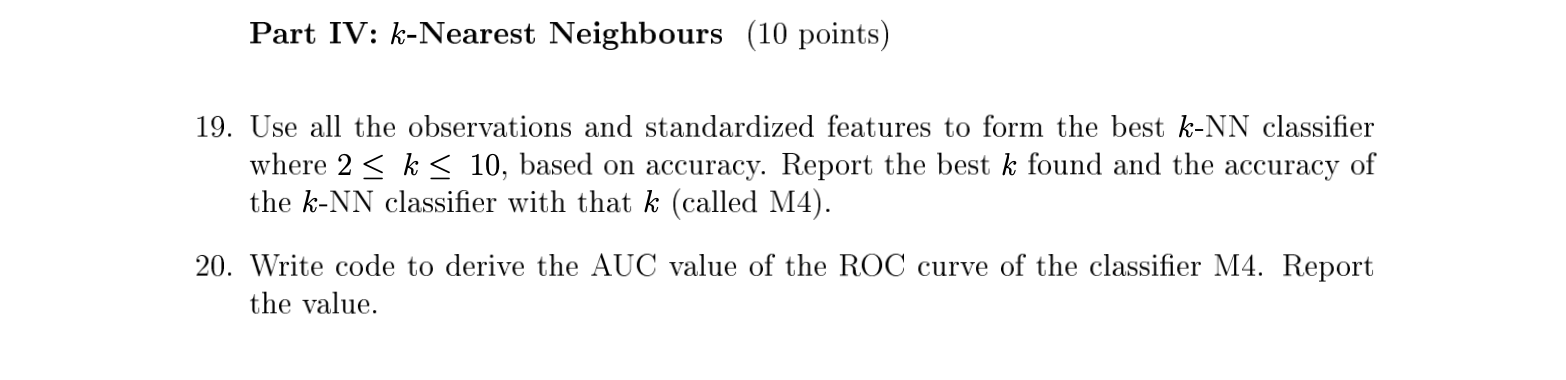 Part IV: k-Nearest Neighbours (10 points)
19. Use all the observations and standardized features to form the best k-NN classifier
where 2 ≤ k ≤ 10, based on accuracy. Report the best k found and the accuracy of
the k-NN classifier with that k (called M4).
20. Write code to derive the AUC value of the ROC curve of the classifier M4. Report
the value.